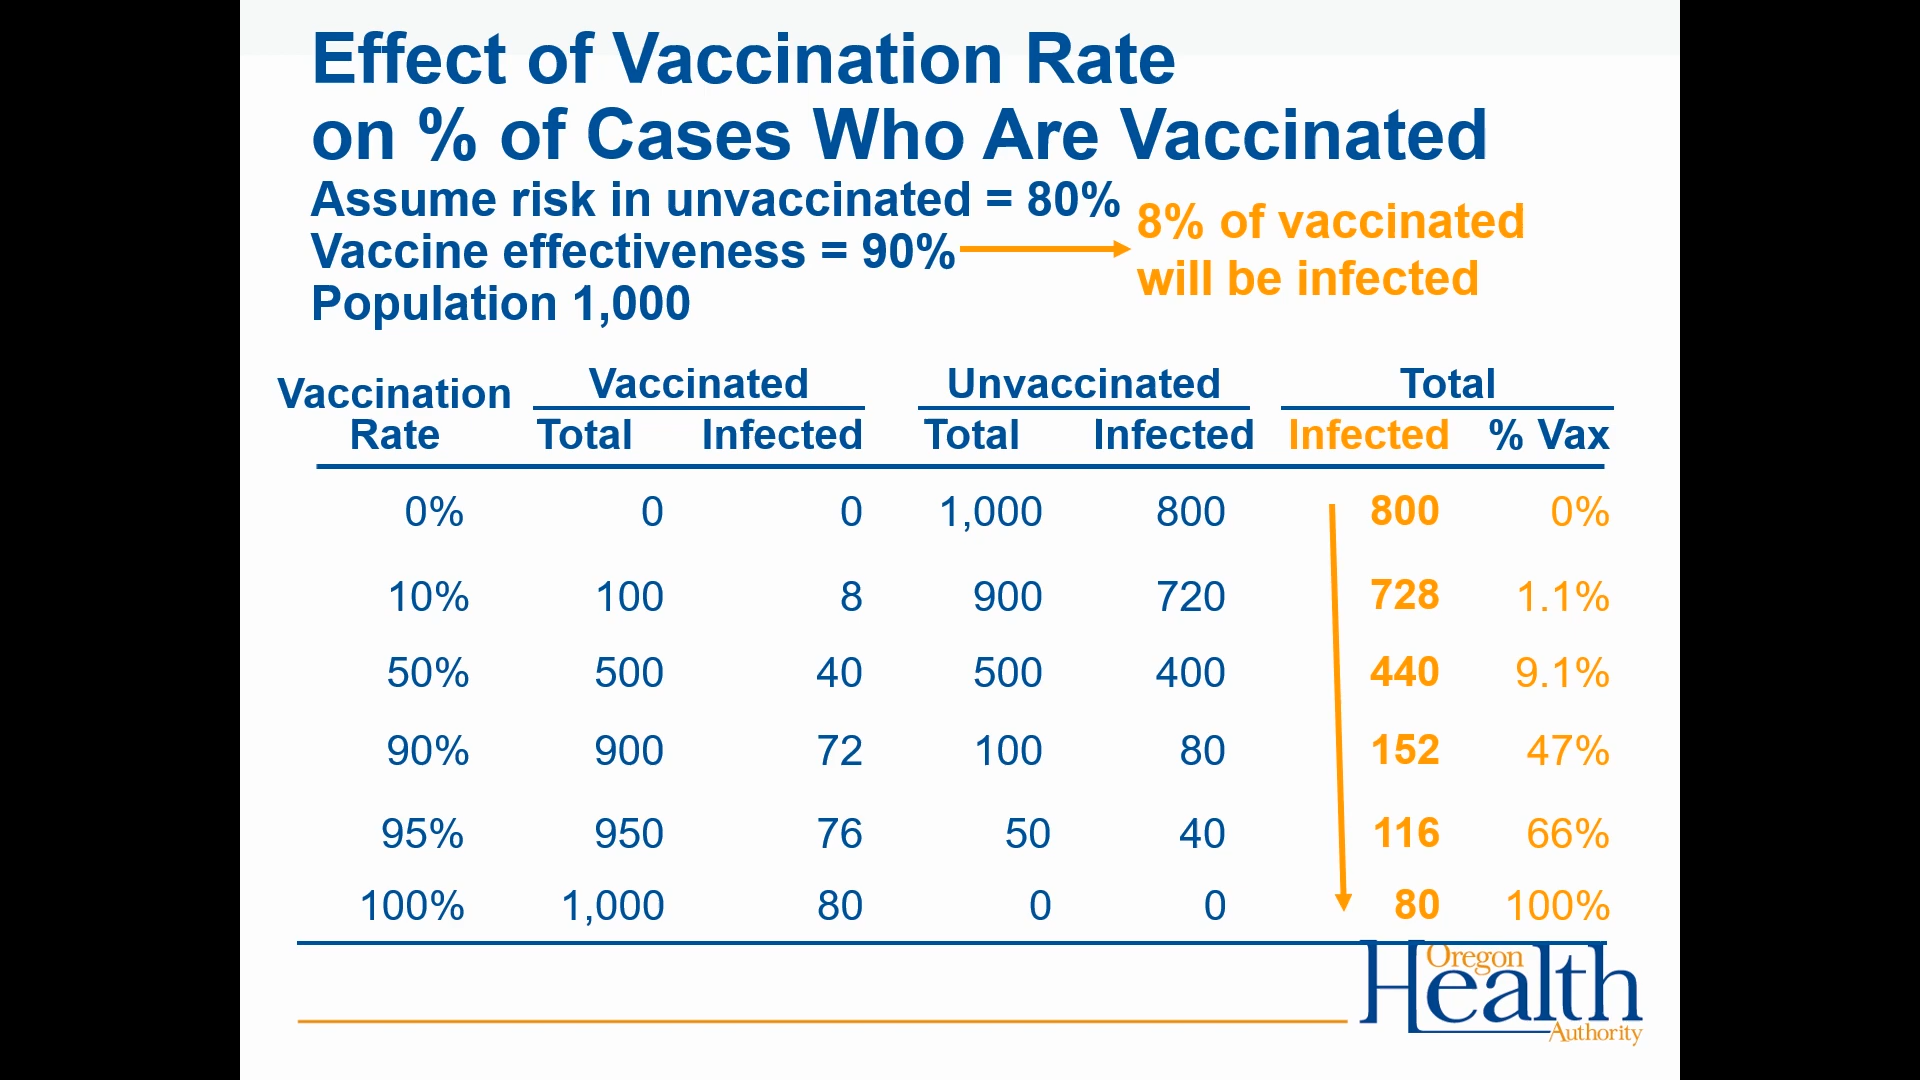 Effect of Vaccination Rate
on % of Cases Who Are Vaccinated
Assume risk in unvaccinated = 80%
Vaccine effectiveness = 90%
Population 1,000
8% of vaccinated
will be infected
Vaccination Rate
Vaccinated
Unvaccinated
Total
Total Infected Total Infected Infected % Vax
0% 0 0 1,000 800 800 0%
10% 100 8 900 720 728 1.1%
50% 500 40 500 400 440 9.1%
90% 900 72 100 80 152 47%
95% 950 76 50 40 116 66%
100% 1,000 80 0 0 80 100%
Oregon
Health
Authority